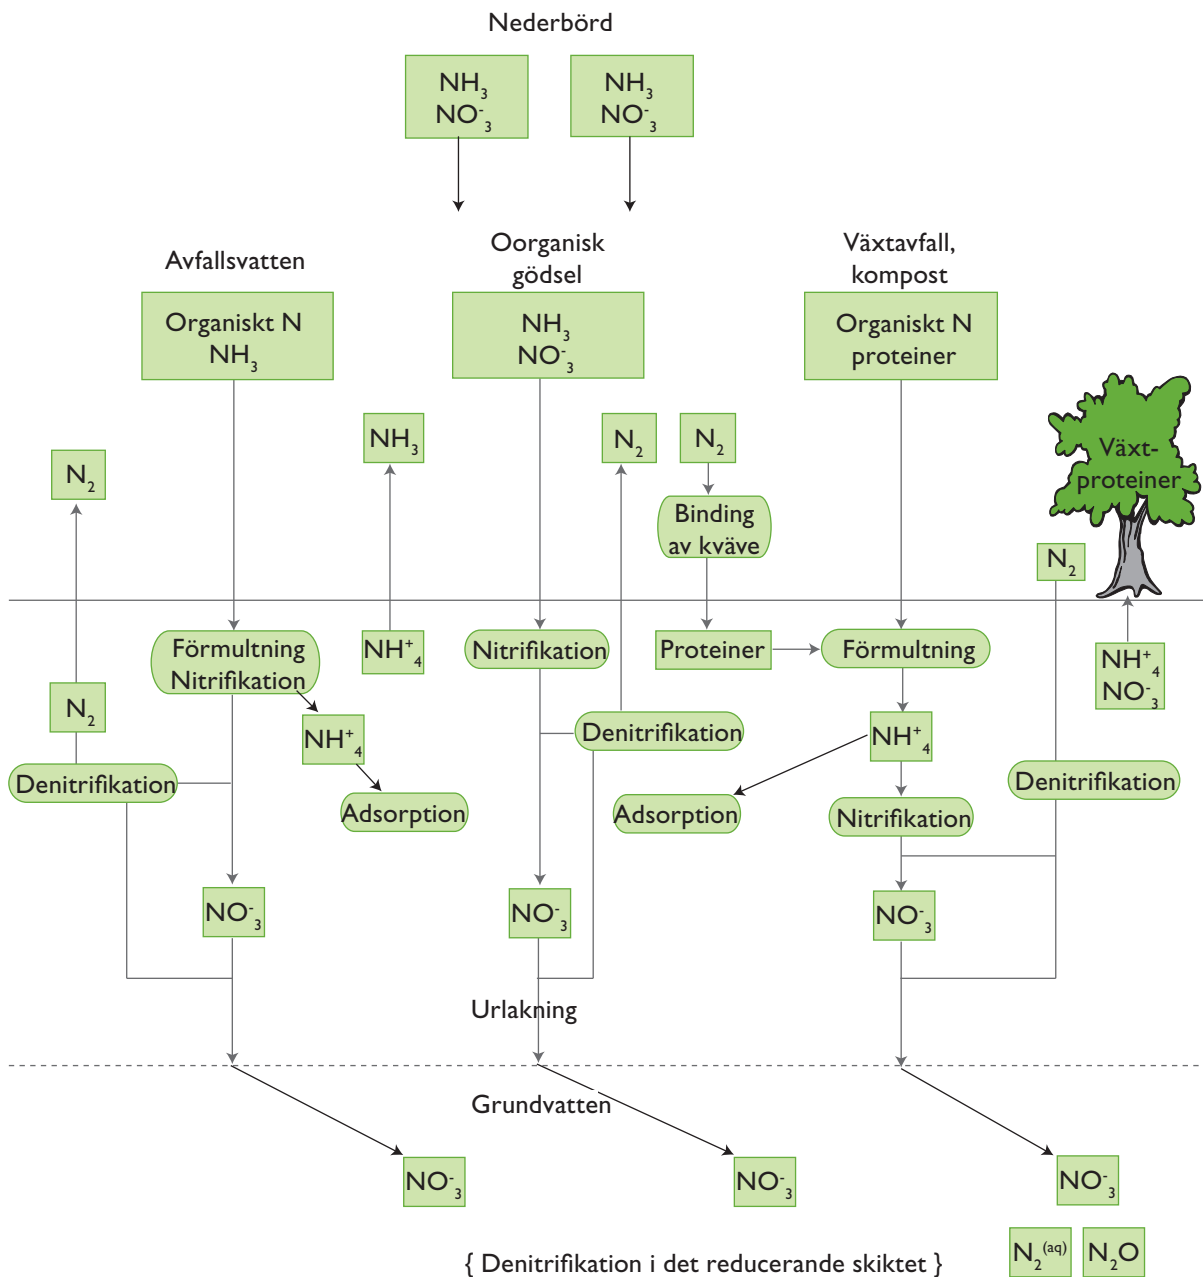 Nederbörd
NH₃
NO⁻₃
NH₃
NO⁻₃
Avfallsvatten
Organiskt N
NH₃
Oorganisk
gödsel
NH₃
NO⁻₃
Växtavfall,
kompost
Organiskt N
proteiner
N₂
NH₃
N₂
N₂
Binding
av kväve
Växt-
proteiner
N₂
Förmultning
Nitrifikation
NH⁺₄
Nitrifikation
Proteiner
Förmultning
NH⁺₄
NO⁻₃
N₂
NH⁺₄
Denitrifikation
NH⁺₄
Denitrifikation
Adsorption
Adsorption
Nitrifikation
Denitrifikation
NO⁻₃
NO⁻₃
NO⁻₃
Urlakning
Grundvatten
NO⁻₃
NO⁻₃
NO⁻₃
{ Denitrifikation i det reducerande skiktet }
N₂⁽ᵃq⁾
N₂O